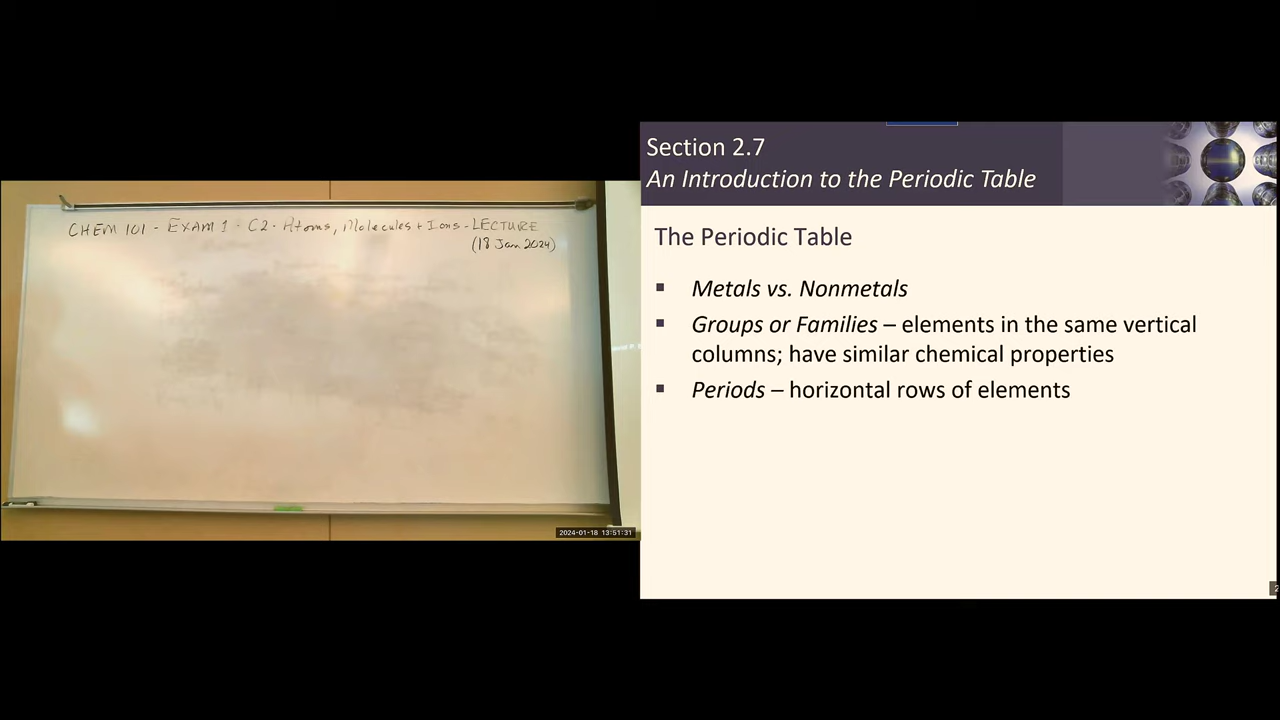 CHEM 101 - EXAM 1 - C2 - Atoms, Molecules + Ions - LECTURE
(18 Jan 2024)
2024-01-18 13:51:31
Section 2.7
An Introduction to the Periodic Table
The Periodic Table
▪ Metals vs. Nonmetals
▪ Groups or Families – elements in the same vertical
columns; have similar chemical properties
▪ Periods – horizontal rows of elements